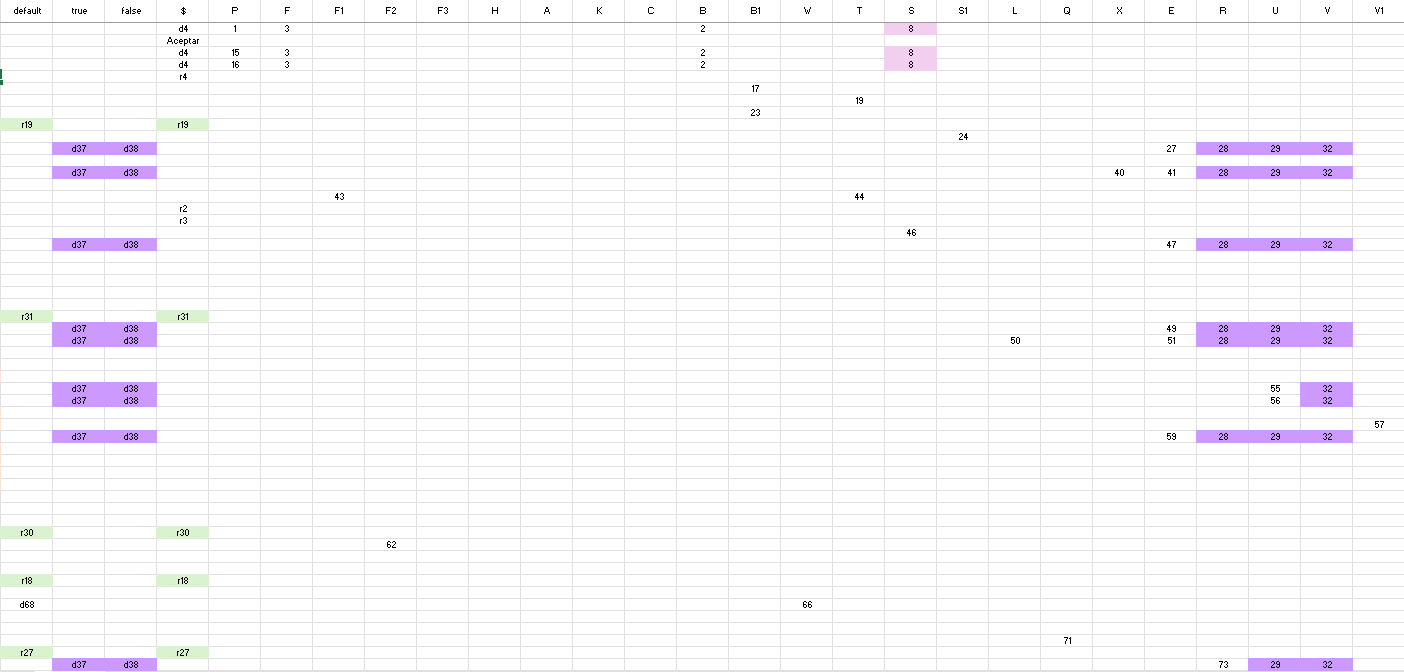 default true false $ P F F1 F2 F3 H A K C B B1 W T S S1 L Q X E R U V V1
d4 1 3 2 8
Aceptar
d4 15 3 2 8
d4 16 3 2 8
r4
17
19
23
r19 r19
24
d37 d38 27 28 29 32
d37 d38 40 41 28 29 32
43 44
r2
r3
46
d37 d38 47 28 29 32
r31 r31
d37 d38 49 28 29 32
d37 d38 50 51 28 29 32
d37 d38 55 32
d37 d38 56 32
57
d37 d38 59 28 29 32
r30 r30
62
r18 r18
d68 66
71
r27 r27
d37 d38 73 29 32